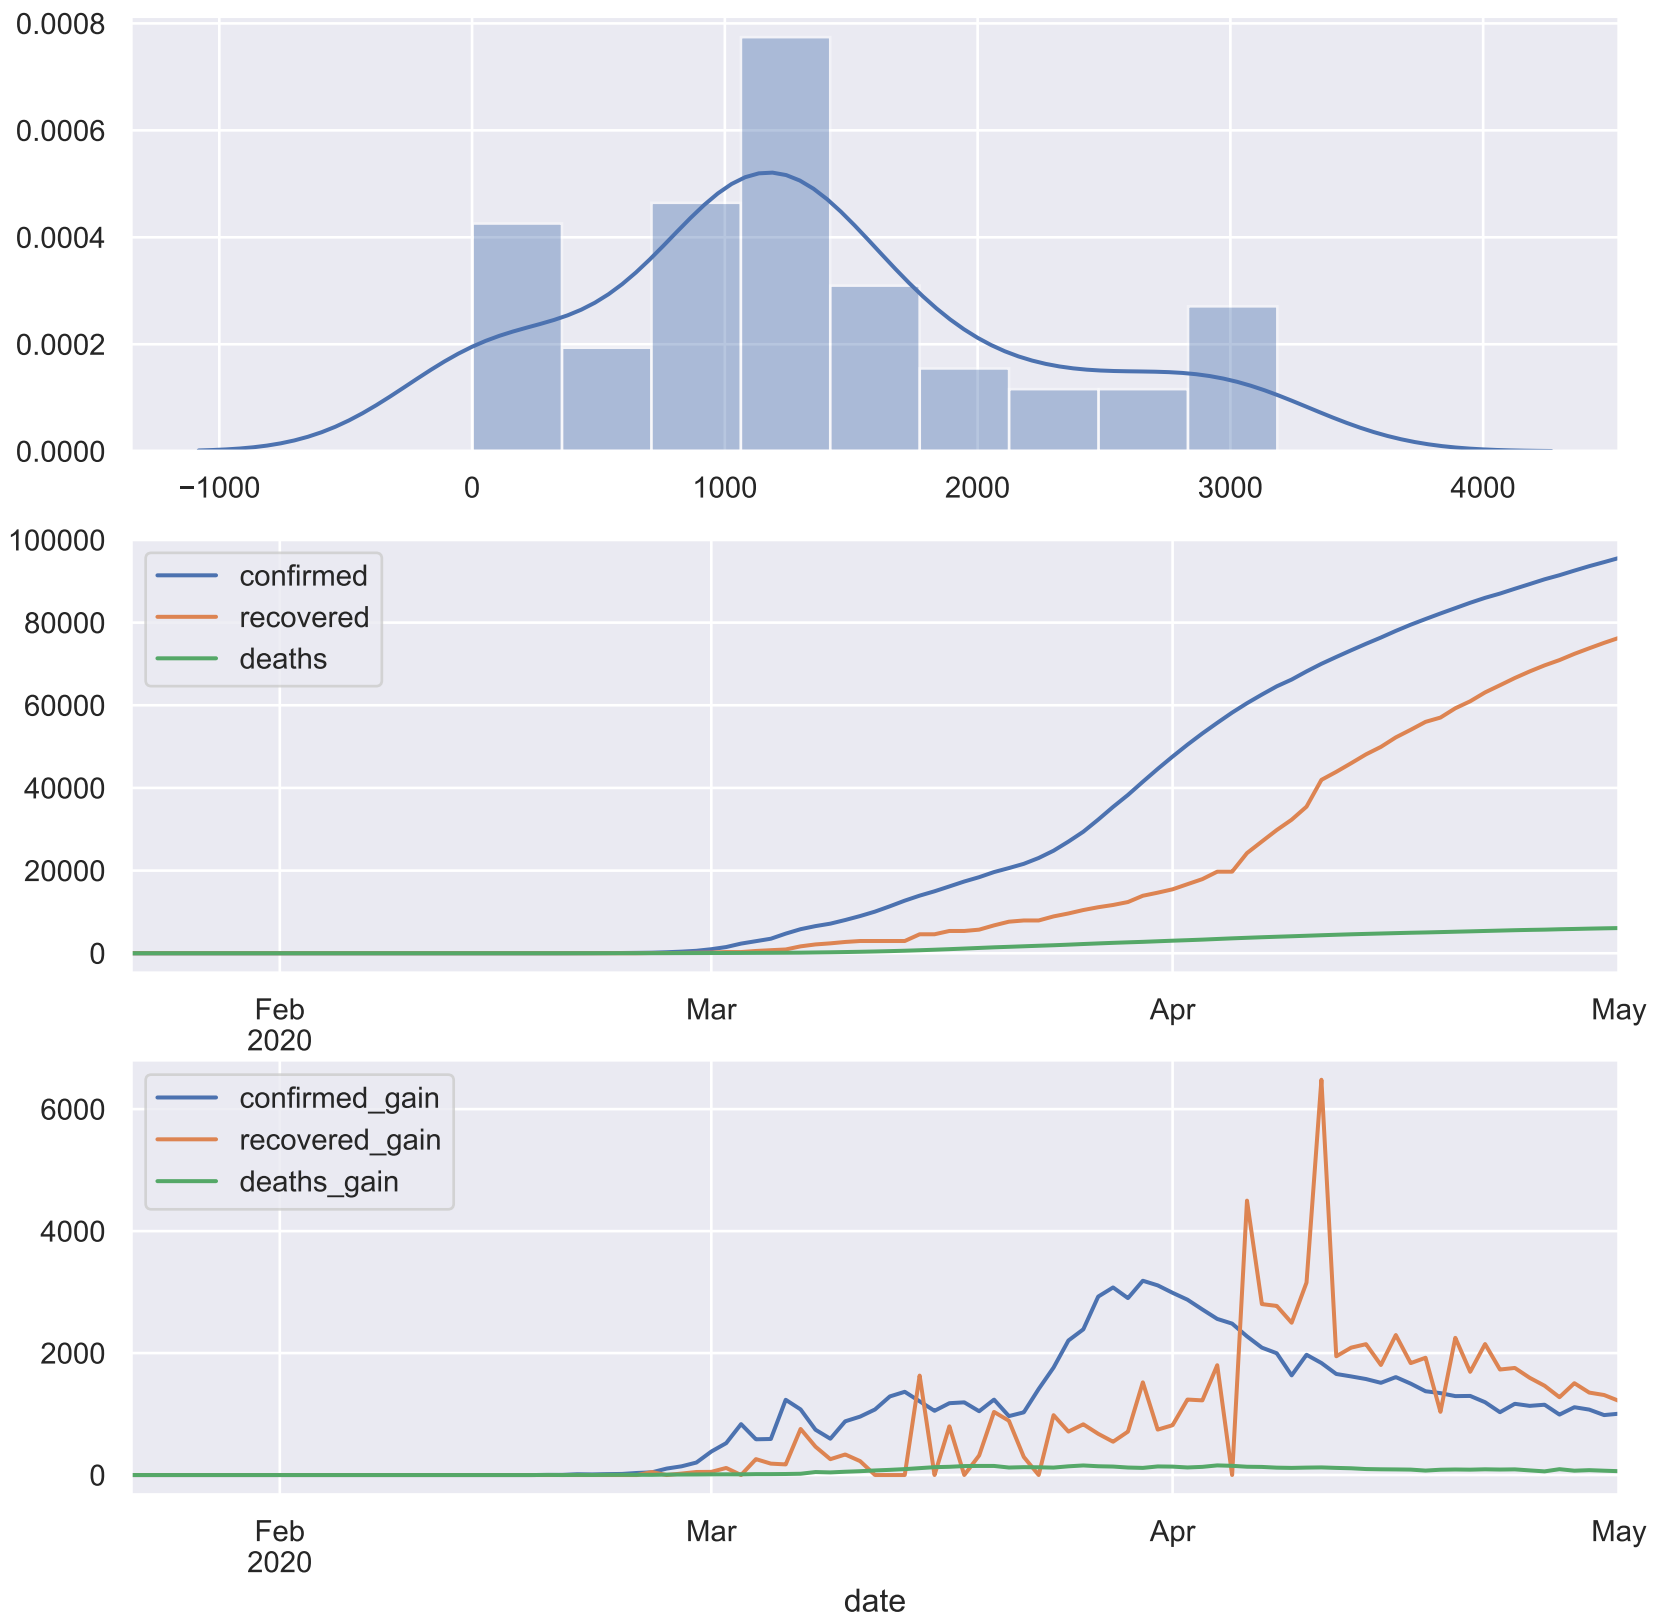 0.0008
0.0006
0.0004
0.0002
0.0000
−1000 0 1000 2000 3000 4000
100000
80000
60000
40000
20000
0
confirmed
recovered
deaths
Feb Mar Apr May
2020
6000
4000
2000
0
confirmed_gain
recovered_gain
deaths_gain
Feb Mar Apr May
2020
date